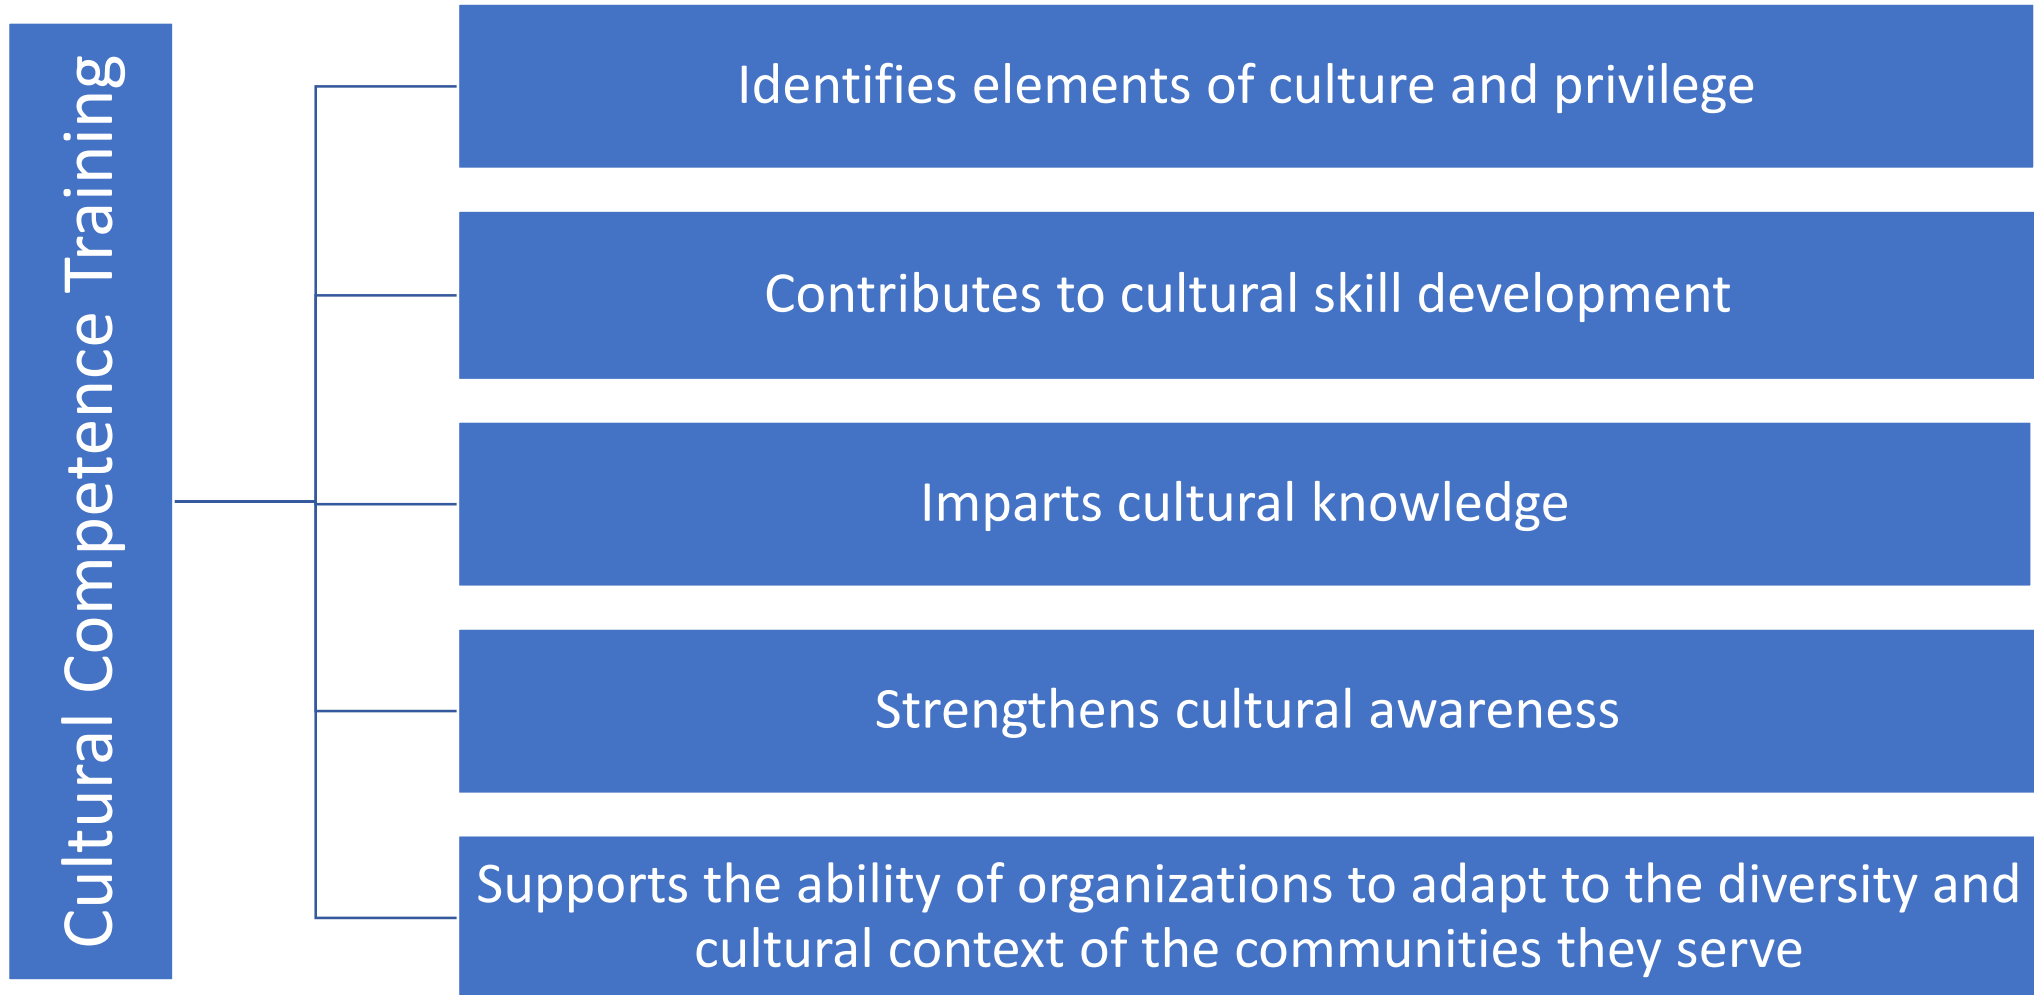 Cultural Competence Training
Identifies elements of culture and privilege
Contributes to cultural skill development
Imparts cultural knowledge
Strengthens cultural awareness
Supports the ability of organizations to adapt to the diversity and
cultural context of the communities they serve